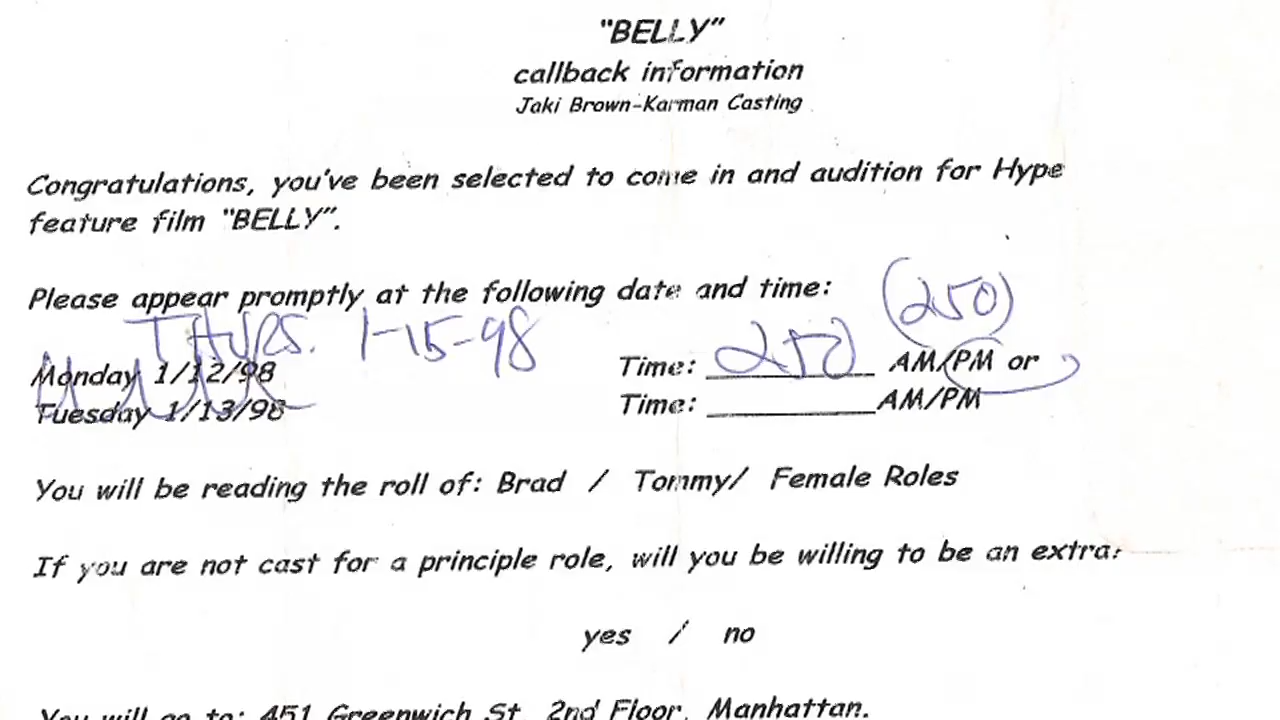 "BELLY"
callback information
Jaki Brown-Karman Casting
Congratulations, you've been selected to come in and audition for Hype
feature film "BELLY".
Please appear promptly at the following date and time:
(250)
THURS. 1-15-98
Monday 1/12/98 Time: 250 AM/PM or
Tuesday 1/13/98 Time: ____________AM/PM
You will be reading the roll of: Brad / Tommy/ Female Roles
If you are not cast for a principle role, will you be willing to be an extra?
yes / no
You will go to: 451 Greenwich St. 2nd Floor, Manhattan.